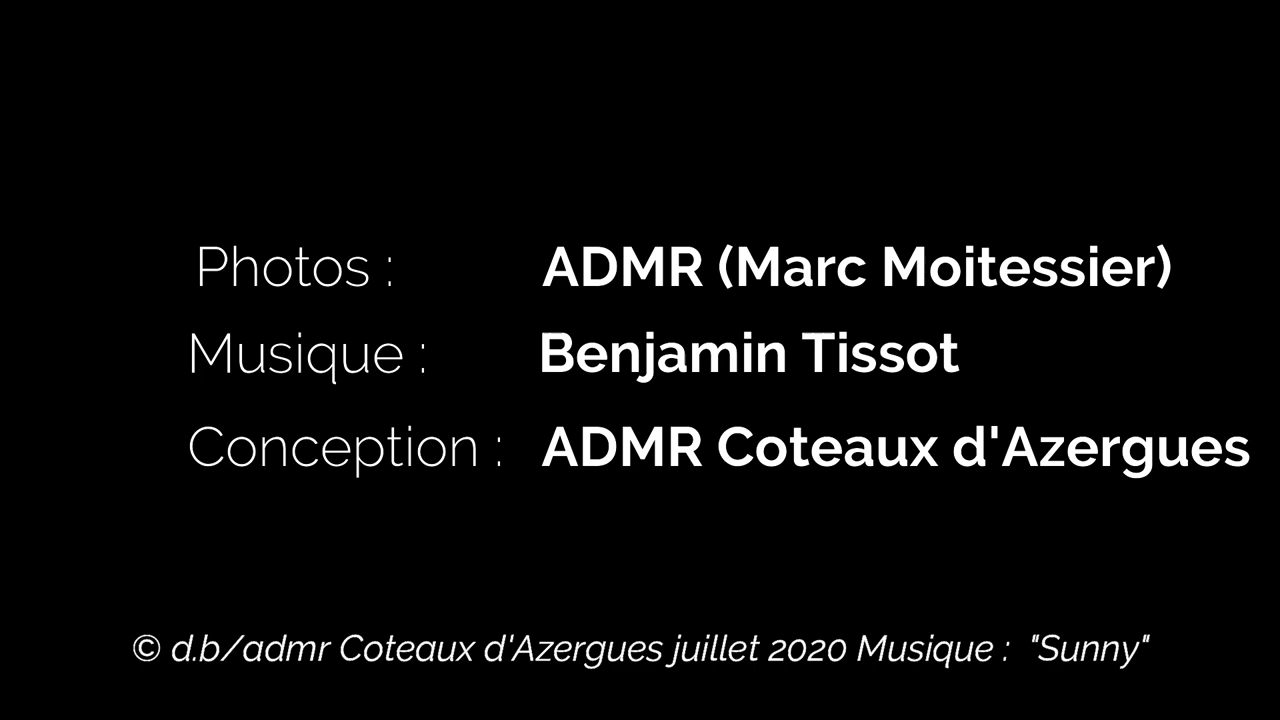 Photos : ADMR (Marc Moitessier)
Musique : Benjamin Tissot
Conception : ADMR Coteaux d'Azergues
© d.b/admr Coteaux d'Azergues juillet 2020 Musique : "Sunny"